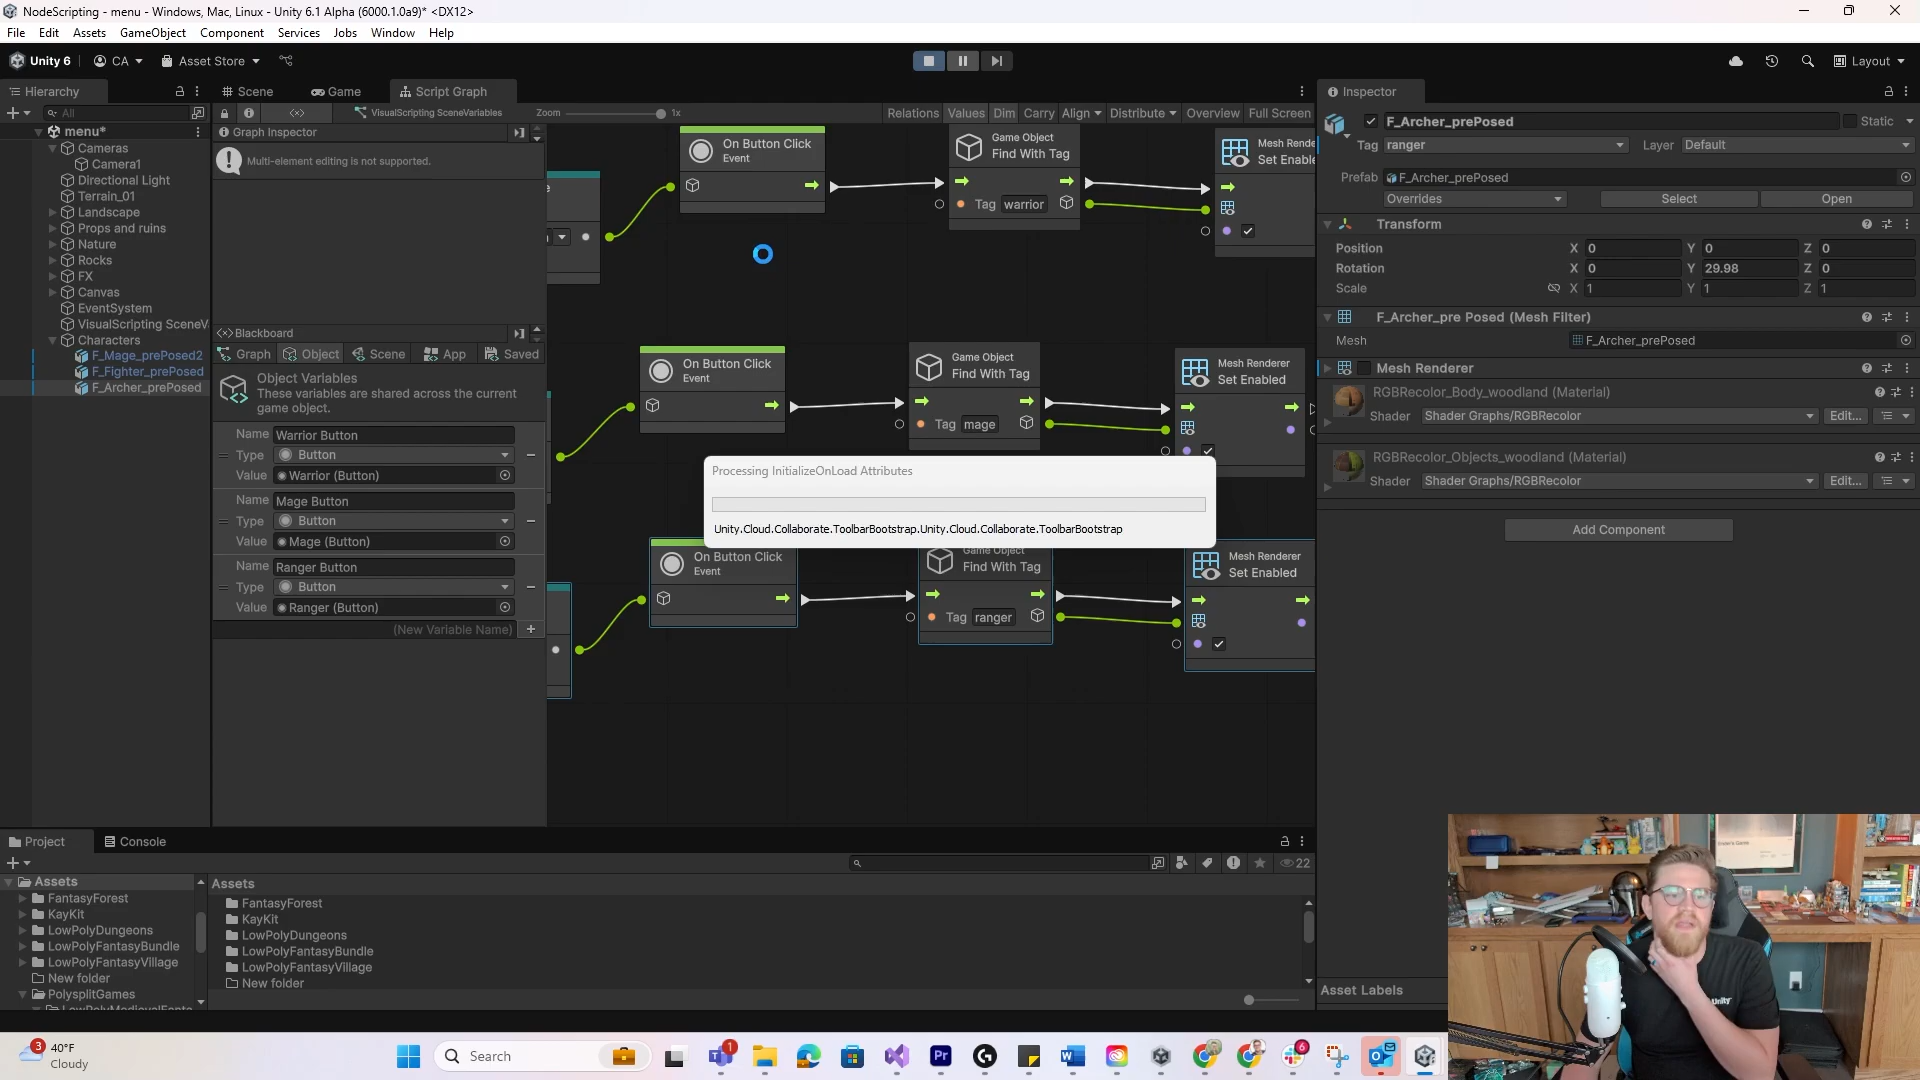 NodeScripting - menu - Windows, Mac, Linux - Unity 6.1 Alpha (6000.1.0a9)* <DX12>
File Edit Assets GameObject Component Services Jobs Window Help
Unity 6 CA Asset Store Layout
Hierarchy Scene Game Script Graph Inspector
All VisualScripting SceneVariables Zoom 1x Relations Values Dim Carry Align Distribute Overview Full Screen
menu*
Cameras
Camera1
Directional Light
Terrain_01
Landscape
Props and ruins
Nature
Rocks
FX
Canvas
EventSystem
VisualScripting SceneV
Characters
F_Mage_prePosed2
F_Fighter_prePosed
F_Archer_prePosed
Graph Inspector
Multi-element editing is not supported.
Blackboard
Graph Object Scene App Saved
Object Variables
These variables are shared across the current
game object.
Name Warrior Button
Type Button
Value Warrior (Button)
Name Mage Button
Type Button
Value Mage (Button)
Name Ranger Button
Type Button
Value Ranger (Button)
(New Variable Name)
On Button Click
Event
Game Object
Find With Tag
Tag warrior
Mesh Rende
Set Enable
On Button Click
Event
Game Object
Find With Tag
Tag mage
Mesh Renderer
Set Enabled
Processing InitializeOnLoad Attributes
Unity.Cloud.Collaborate.ToolbarBootstrap.Unity.Cloud.Collaborate.ToolbarBootstrap
On Button Click
Event
Game Object
Find With Tag
Tag ranger
Mesh Renderer
Set Enabled
F_Archer_prePosed Static
Tag ranger Layer Default
Prefab F_Archer_prePosed
Overrides Select Open
Transform
Position X 0 Y 0 Z 0
Rotation X 0 Y 29.98 Z 0
Scale X 1 Y 1 Z 1
F_Archer_pre Posed (Mesh Filter)
Mesh F_Archer_prePosed
Mesh Renderer
RGBRecolor_Body_woodland (Material)
Shader Shader Graphs/RGBRecolor Edit...
RGBRecolor_Objects_woodland (Material)
Shader Shader Graphs/RGBRecolor Edit...
Add Component
Asset Labels
Project Console
22
Assets
FantasyForest
KayKit
LowPolyDungeons
LowPolyFantasyBundle
LowPolyFantasyVillage
New folder
PolysplitGames
Assets
FantasyForest
KayKit
LowPolyDungeons
LowPolyFantasyBundle
LowPolyFantasyVillage
New folder
Unity
3 40°F
Cloudy
Search
1
Pr
6